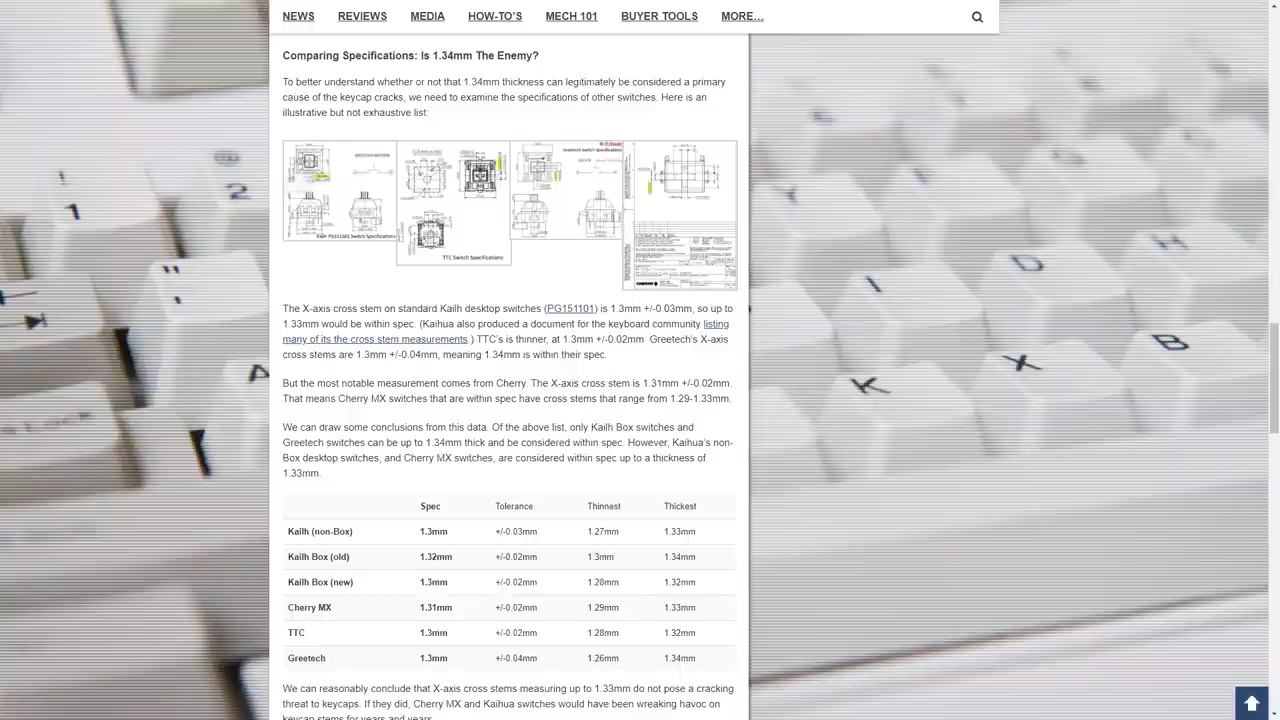 NEWS REVIEWS MEDIA HOW-TO'S MECH 101 BUYER TOOLS MORE...
Comparing Specifications: Is 1.34mm The Enemy?
To better understand whether or not that 1.34mm thickness can legitimately be considered a primary
cause of the keycap cracks, we need to examine the specifications of other switches. Here is an
illustrative but not exhaustive list:
Greetech Switch Specifications
Kailh PG151101 Switch Specifications
TTC Switch Specifications
CHERRY
The X-axis cross stem on standard Kailh desktop switches (PG151101) is 1.3mm +/-0.03mm, so up to
1.33mm would be within spec. (Kaihua also produced a document for the keyboard community listing
many of its the cross stem measurements.) TTC's is thinner, at 1.3mm +/-0.02mm Greetech's X-axis
cross stems are 1.3mm +/-0.04mm, meaning 1.34mm is within their spec.
But the most notable measurement comes from Cherry. The X-axis cross stem is 1.31mm +/-0.02mm.
That means Cherry MX switches that are within spec have cross stems that range from 1.29-1.33mm.
We can draw some conclusions from this data. Of the above list, only Kailh Box switches and
Greetech switches can be up to 1.34mm thick and be considered within spec. However, Kaihua's non-
Box desktop switches, and Cherry MX switches, are considered within spec up to a thickness of
1.33mm.
Spec Tolerance Thinnest Thickest
Kailh (non-Box) 1.3mm +/-0.03mm 1.27mm 1.33mm
Kailh Box (old) 1.32mm +/-0.02mm 1.3mm 1.34mm
Kailh Box (new) 1.3mm +/-0.02mm 1.28mm 1.32mm
Cherry MX 1.31mm +/-0.02mm 1.29mm 1.33mm
TTC 1.3mm +/-0.02mm 1.28mm 1.32mm
Greetech 1.3mm +/-0.04mm 1.26mm 1.34mm
We can reasonably conclude that X-axis cross stems measuring up to 1.33mm do not pose a cracking
threat to keycaps. If they did, Cherry MX and Kaihua switches would have been wreaking havoc on
keycap stems for years and years.
1
2
"
A
I
D
K
X
B